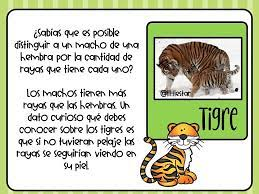 ¿Sabías que es posible
distinguir a un macho de una
hembra por la cantidad de
rayas que tiene cada uno?
Los machos tienen más
rayas que las hembras. Un
dato curioso qué debes
conocer sobre los tigres es
que si no tuvieran pelaje las
rayas se seguirían viendo en
su piel.
Tigre